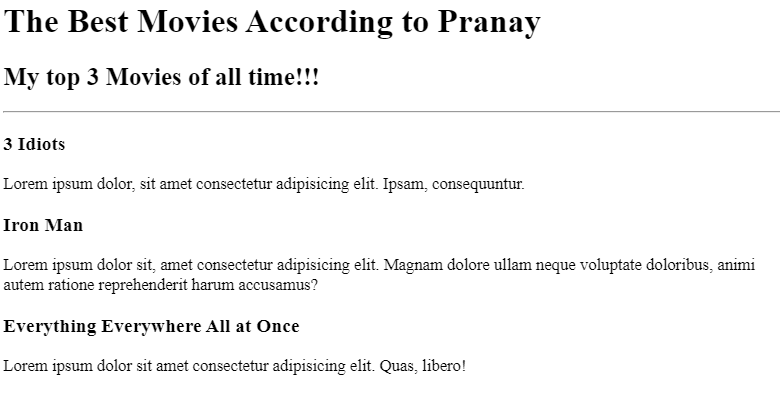 The Best Movies According to Pranay
My top 3 Movies of all time!!!
3 Idiots
Lorem ipsum dolor, sit amet consectetur adipisicing elit. Ipsam, consequuntur.
Iron Man
Lorem ipsum dolor sit, amet consectetur adipisicing elit. Magnam dolore ullam neque voluptate doloribus, animi
autem ratione reprehenderit harum accusamus?
Everything Everywhere All at Once
Lorem ipsum dolor sit amet consectetur adipisicing elit. Quas, libero!